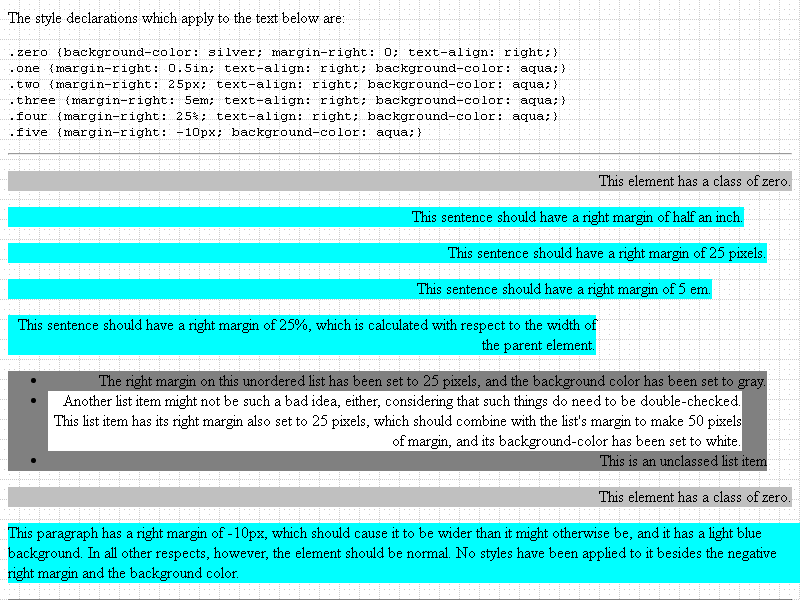 The style declarations which apply to the text below are:
.zero {background-color: silver; margin-right: 0; text-align: right;}
.one {margin-right: 0.5in; text-align: right; background-color: aqua;}
.two {margin-right: 25px; text-align: right; background-color: aqua;}
.three {margin-right: 5em; text-align: right; background-color: aqua;}
.four {margin-right: 25%; text-align: right; background-color: aqua;}
.five {margin-right: -10px; background-color: aqua;}
This element has a class of zero.
This sentence should have a right margin of half an inch.
This sentence should have a right margin of 25 pixels.
This sentence should have a right margin of 5 em.
This sentence should have a right margin of 25%, which is calculated with respect to the width of
the parent element.
The right margin on this unordered list has been set to 25 pixels, and the background color has been set to gray.
Another list item might not be such a bad idea, either, considering that such things do need to be double-checked.
This list item has its right margin also set to 25 pixels, which should combine with the list's margin to make 50 pixels
of margin, and its background-color has been set to white.
This is an unclassed list item
This element has a class of zero.
This paragraph has a right margin of -10px, which should cause it to be wider than it might otherwise be, and it has a light blue
background. In all other respects, however, the element should be normal. No styles have been applied to it besides the negative
right margin and the background color.